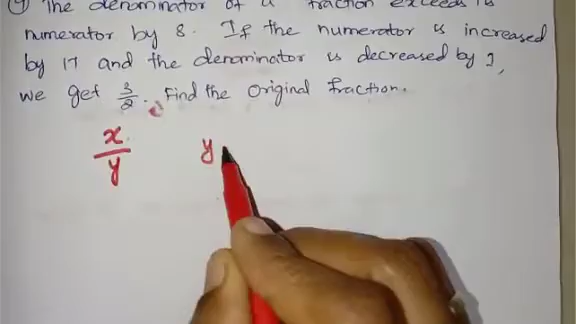 The denominator of a fraction exceeds its
numerator by 8. If the numerator is increased
by 17 and the denominator is decreased by 1,
we get 3/2. Find the original fraction.
x/y y